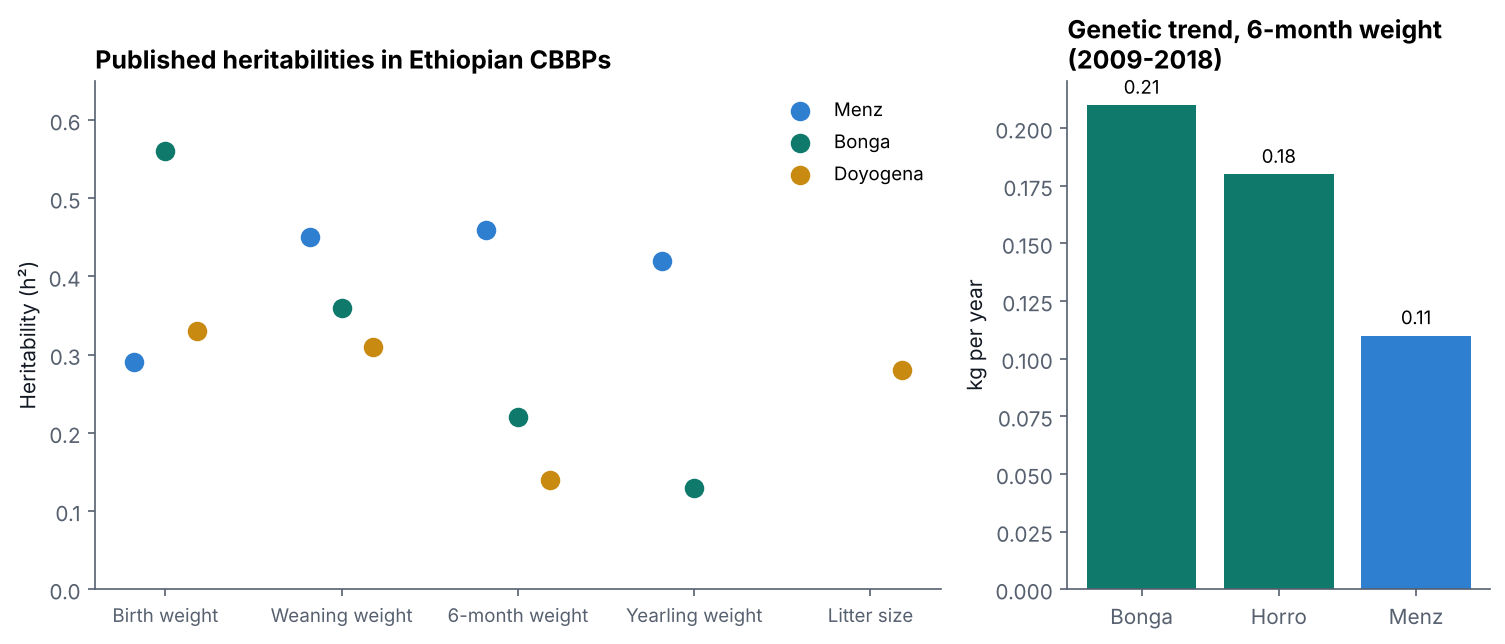 Published heritabilities in Ethiopian CBBPs
Heritability (h²)
0.6
0.5
0.4
0.3
0.2
0.1
0.0
Menz
Bonga
Doyogena
Birth weight
Weaning weight
6-month weight
Yearling weight
Litter size
Genetic trend, 6-month weight
(2009-2018)
kg per year
0.200
0.175
0.150
0.125
0.100
0.075
0.050
0.025
0.000
0.21
0.18
0.11
Bonga
Horro
Menz